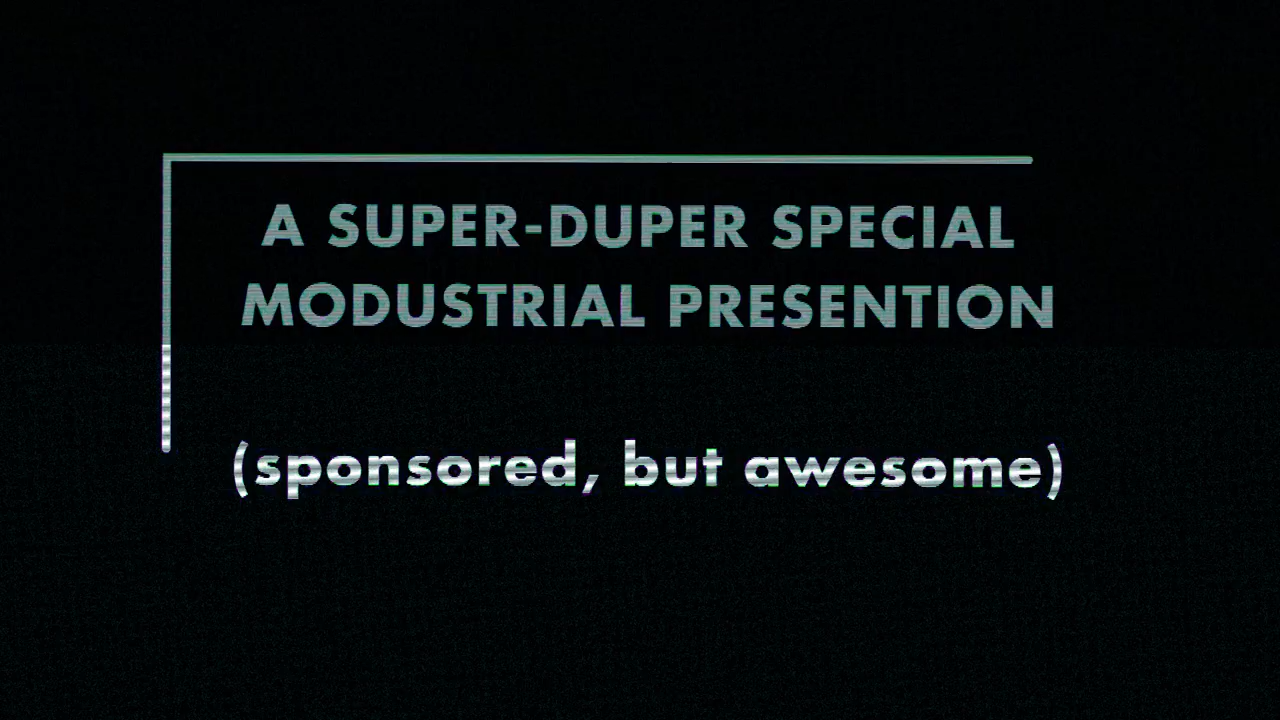 A SUPER-DUPER SPECIAL
MODUSTRIAL PRESENTION
(sponsored, but awesome)